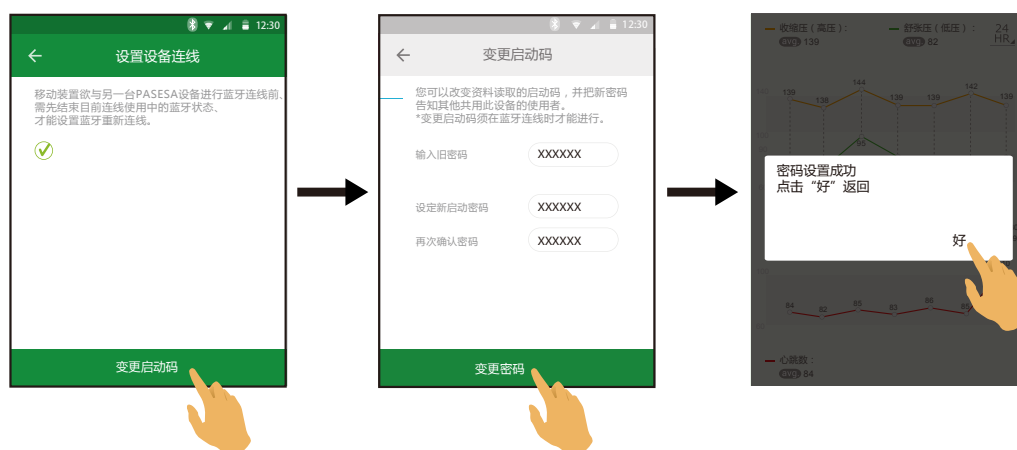 12:30
设置设备连线
移动装置欲与另一台PASESA设备进行蓝牙连线前、
需先结束目前连线使用中的蓝牙状态、
才能设置蓝牙重新连线。
变更启动码
12:30
变更启动码
您可以改变资料读取的启动码，并把新密码
告知其他共用此设备的使用者。
*变更启动码须在蓝牙连线时才能进行。
输入旧密码 XXXXXX
设定新启动密码 XXXXXX
再次确认密码 XXXXXX
变更密码
收缩压（高压）： 舒张压（低压）： 24
avg 139 avg 82 HR
144
139 138 139 139 142 139
95
密码设置成功
点击“好”返回
好
84 82 85 83 86 85
心跳数：
avg 84